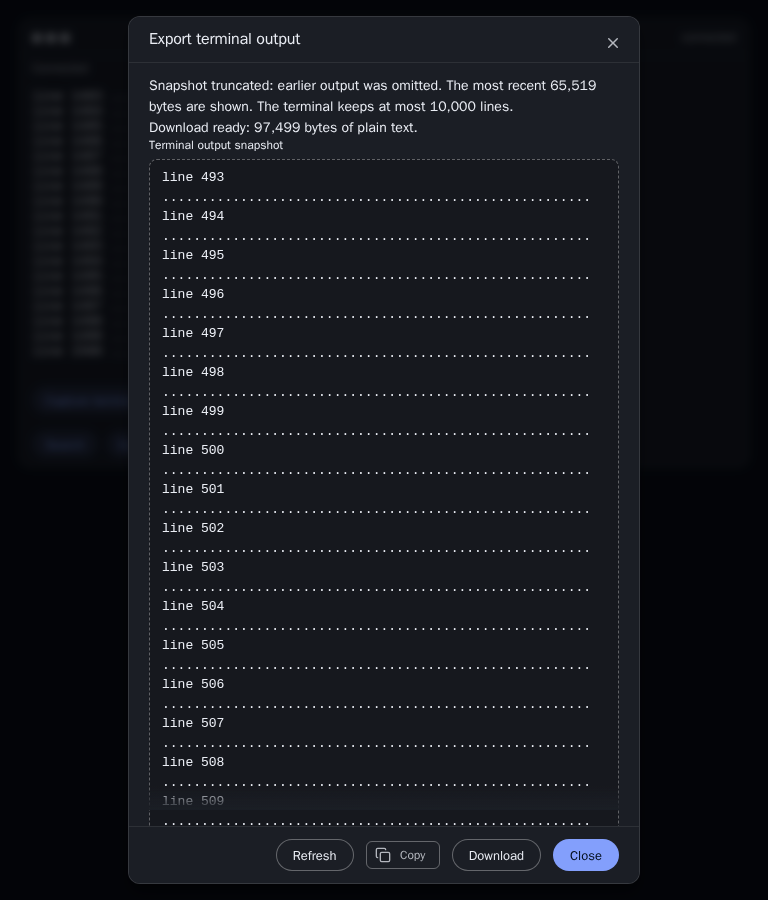 Export terminal output
Snapshot truncated: earlier output was omitted. The most recent 65,519
bytes are shown. The terminal keeps at most 10,000 lines.
Download ready: 97,499 bytes of plain text.
Terminal output snapshot
line 493
.......................................................
line 494
.......................................................
line 495
.......................................................
line 496
.......................................................
line 497
.......................................................
line 498
.......................................................
line 499
.......................................................
line 500
.......................................................
line 501
.......................................................
line 502
.......................................................
line 503
.......................................................
line 504
.......................................................
line 505
.......................................................
line 506
.......................................................
line 507
.......................................................
line 508
.......................................................
line 509
.......................................................
Refresh
Copy
Download
Close